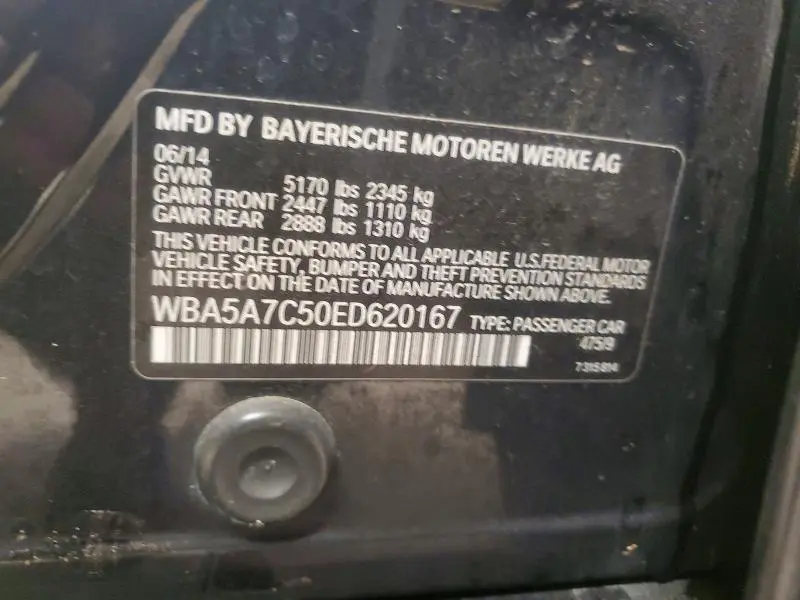 MFD BY BAYERISCHE MOTOREN WERKE AG
06/14
GVWR 5170 lbs 2345 kg
GAWR FRONT 2447 lbs 1110 kg
GAWR REAR 2888 lbs 1310 kg
THIS VEHICLE CONFORMS TO ALL APPLICABLE U.S.FEDERAL MOTOR
VEHICLE SAFETY, BUMPER AND THEFT PREVENTION STANDARDS
IN EFFECT ON THE DATE OF MANUFACTURE SHOWN ABOVE.
WBA5A7C50ED620167 TYPE: PASSENGER CAR
475/9
7315814